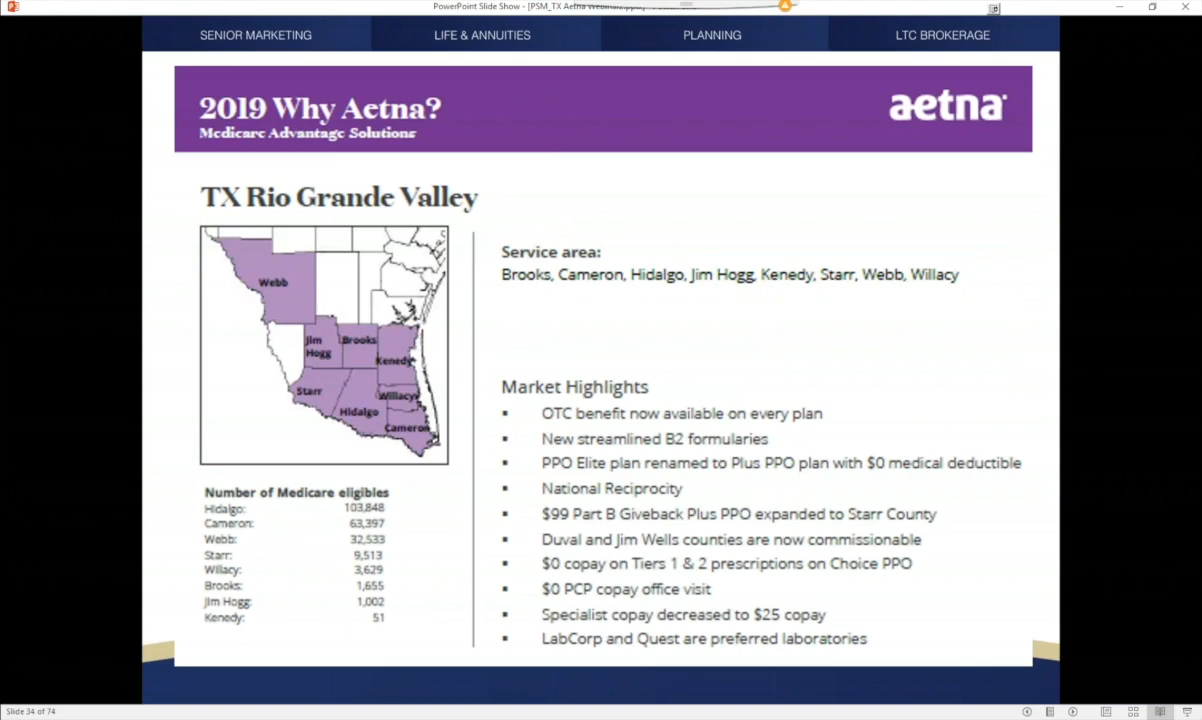 PowerPoint Slide Show - [PSM_TX Aetna
SENIOR MARKETING
LIFE & ANNUITIES
PLANNING
LTC BROKERAGE
2019 Why Aetna?
Medicare Advantage Solutions
aetna
TX Rio Grande Valley
Webb
Jim
Hogg
Brooks
Kenedy
Starr
Willacy
Hidalgo
Cameron
Number of Medicare eligibles
Hidalgo: 103,848
Cameron: 63,397
Webb: 32,533
Starr: 9,513
Willacy: 3,629
Brooks: 1,655
Jim Hogg: 1,002
Kenedy: 51
Service area:
Brooks, Cameron, Hidalgo, Jim Hogg, Kenedy, Starr, Webb, Willacy
Market Highlights
▪ OTC benefit now available on every plan
▪ New streamlined B2 formularies
▪ PPO Elite plan renamed to Plus PPO plan with $0 medical deductible
▪ National Reciprocity
▪ $99 Part B Giveback Plus PPO expanded to Starr County
▪ Duval and Jim Wells counties are now commissionable
▪ $0 copay on Tiers 1 & 2 prescriptions on Choice PPO
▪ $0 PCP copay office visit
▪ Specialist copay decreased to $25 copay
▪ LabCorp and Quest are preferred laboratories
Slide 34 of 74